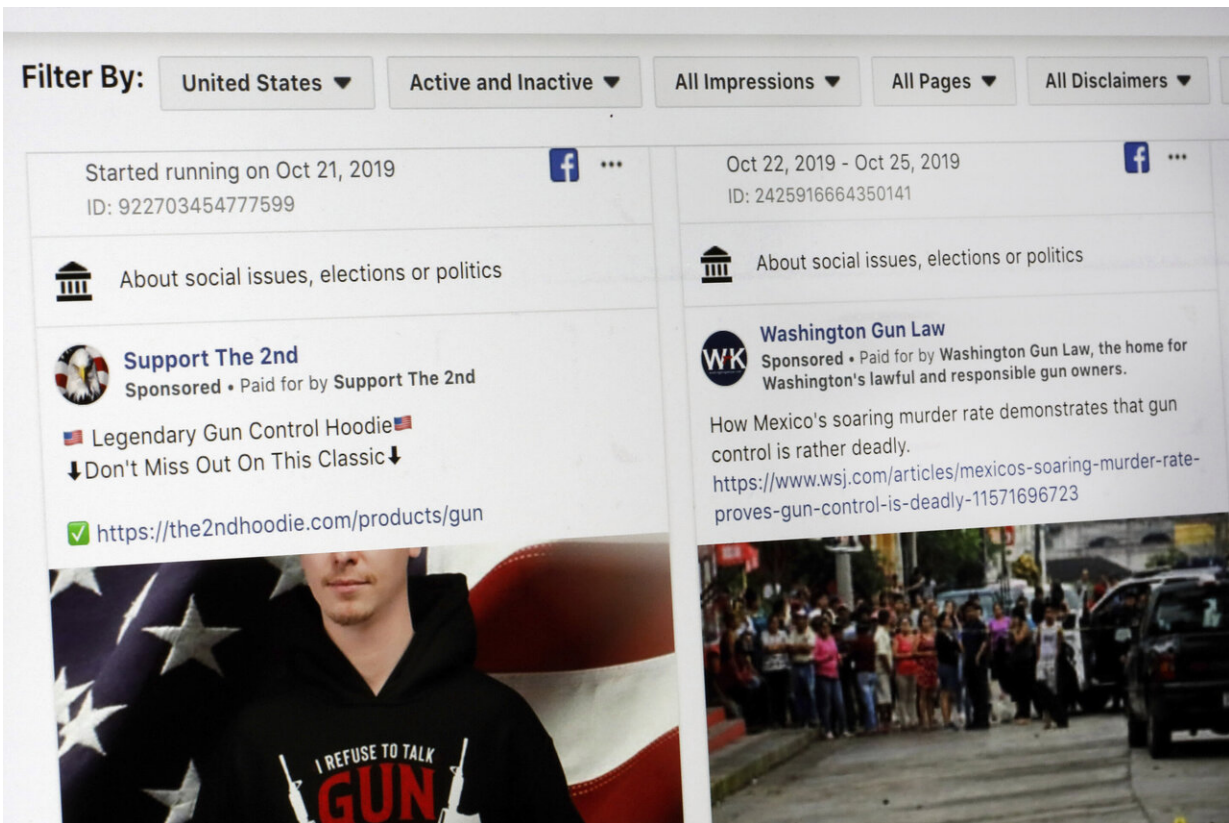 Filter By: United States Active and Inactive All Impressions All Pages All Disclaimers
Started running on Oct 21, 2019
ID: 922703454777599
About social issues, elections or politics
Support The 2nd
Sponsored • Paid for by Support The 2nd
🇺🇸 Legendary Gun Control Hoodie🇺🇸
⬇Don't Miss Out On This Classic⬇
✅ https://the2ndhoodie.com/products/gun
I REFUSE TO TALK
GUN
Oct 22, 2019 - Oct 25, 2019
ID: 2425916664350141
About social issues, elections or politics
WK
Washington Gun Law
Sponsored • Paid for by Washington Gun Law, the home for
Washington's lawful and responsible gun owners.
How Mexico's soaring murder rate demonstrates that gun
control is rather deadly.
https://www.wsj.com/articles/mexicos-soaring-murder-rate-
proves-gun-control-is-deadly-11571696723